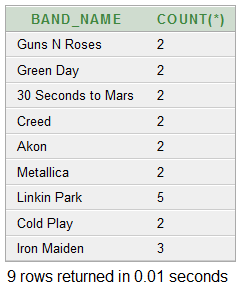 BAND_NAME COUNT(*)
Guns N Roses 2
Green Day 2
30 Seconds to Mars 2
Creed 2
Akon 2
Metallica 2
Linkin Park 5
Cold Play 2
Iron Maiden 3
9 rows returned in 0.01 seconds